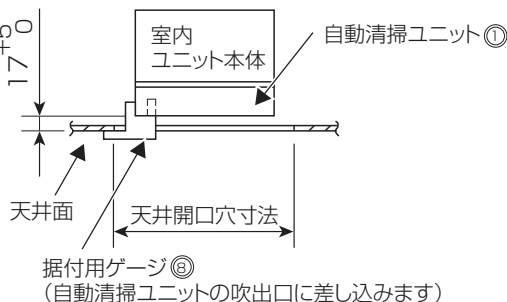 室内
ユニット本体
自動清掃ユニット①
17+5 0
天井面
天井開口穴寸法
据付用ゲージ⑧
（自動清掃ユニットの吹出口に差し込みます）